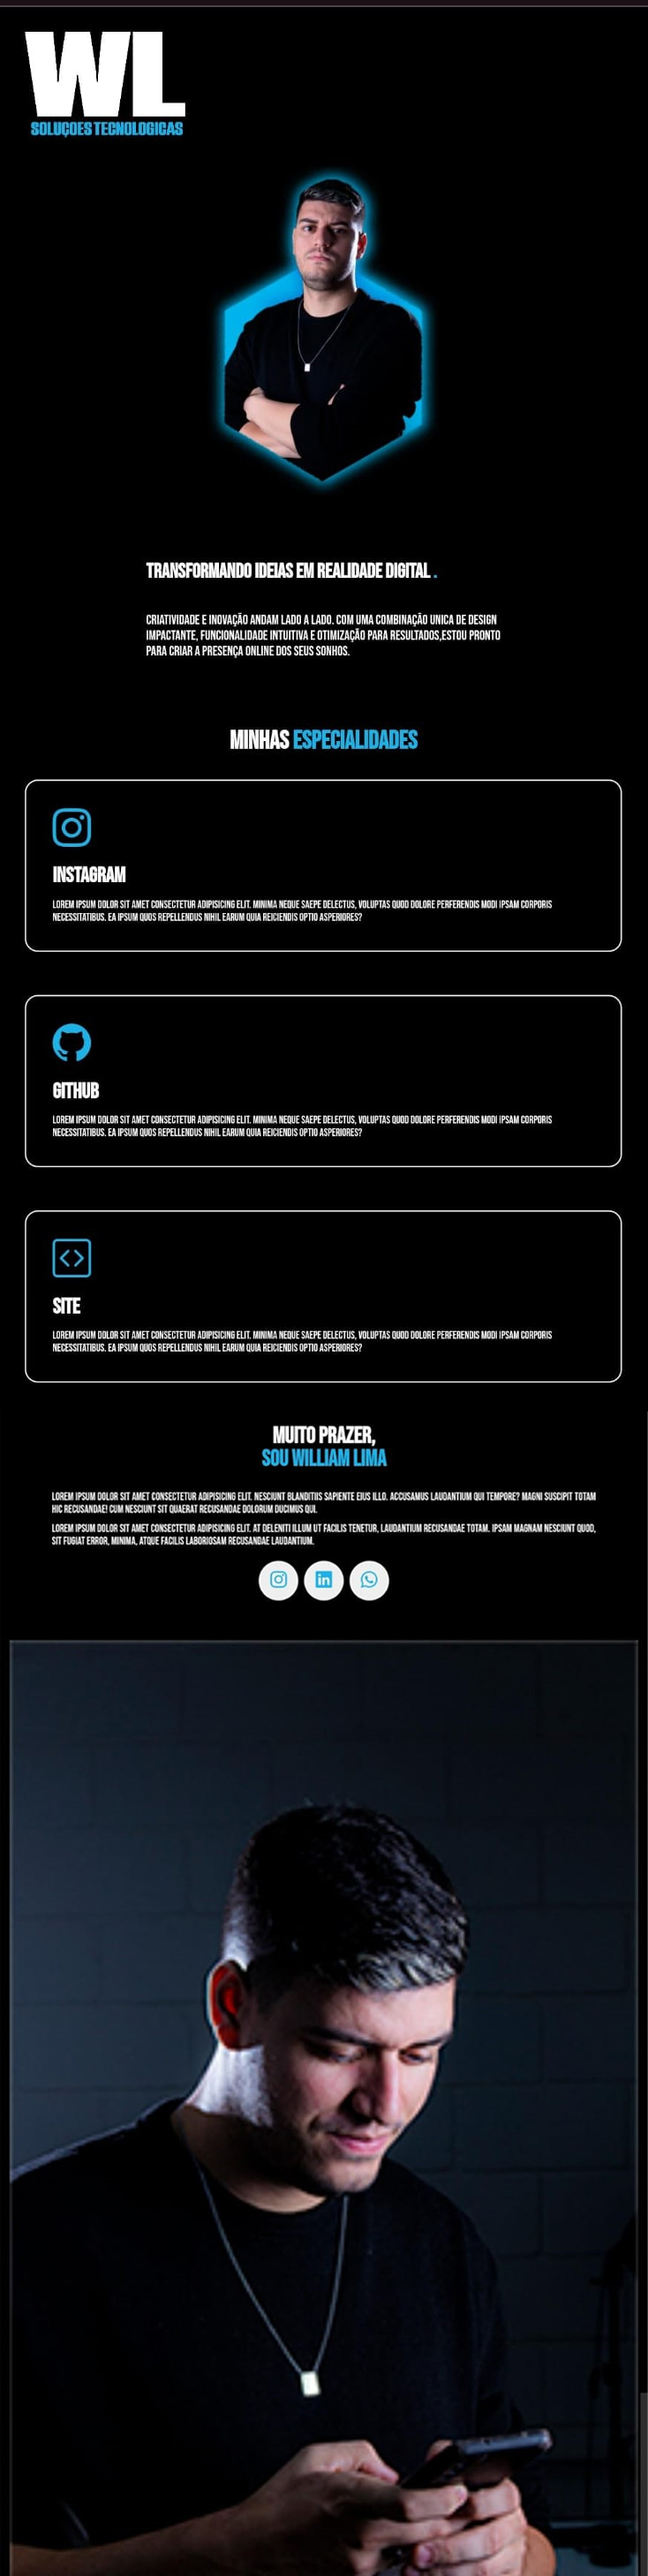 WL
SOLUÇOES TECNOLOGICAS
TRANSFORMANDO IDEIAS EM REALIDADE DIGITAL .
CRIATIVIDADE E INOVAÇÃO ANDAM LADO A LADO. COM UMA COMBINAÇÃO UNICA DE DESIGN
IMPACTANTE, FUNCIONALIDADE INTUITIVA E OTIMIZAÇÃO PARA RESULTADOS,ESTOU PRONTO
PARA CRIAR A PRESENÇA ONLINE DOS SEUS SONHOS.
MINHAS ESPECIALIDADES
INSTAGRAM
LOREM IPSUM DOLOR SIT AMET CONSECTETUR ADIPISICING ELIT. MINIMA NEQUE SAEPE DELECTUS, VOLUPTAS QUOD DOLORE PERFERENDIS MODI IPSAM CORPORIS
NECESSITATIBUS. EA IPSUM QUOS REPELLENDUS NIHIL EARUM QUIA REICIENDIS OPTIO ASPERIORES?
GITHUB
LOREM IPSUM DOLOR SIT AMET CONSECTETUR ADIPISICING ELIT. MINIMA NEQUE SAEPE DELECTUS, VOLUPTAS QUOD DOLORE PERFERENDIS MODI IPSAM CORPORIS
NECESSITATIBUS. EA IPSUM QUOS REPELLENDUS NIHIL EARUM QUIA REICIENDIS OPTIO ASPERIORES?
SITE
LOREM IPSUM DOLOR SIT AMET CONSECTETUR ADIPISICING ELIT. MINIMA NEQUE SAEPE DELECTUS, VOLUPTAS QUOD DOLORE PERFERENDIS MODI IPSAM CORPORIS
NECESSITATIBUS. EA IPSUM QUOS REPELLENDUS NIHIL EARUM QUIA REICIENDIS OPTIO ASPERIORES?
MUITO PRAZER,
SOU WILLIAM LIMA
LOREM IPSUM DOLOR SIT AMET CONSECTETUR ADIPISICING ELIT. NESCIUNT BLANDITIIS SAPIENTE EIUS ILLO. ACCUSAMUS LAUDANTIUM QUI TEMPORE? MAGNI SUSCIPIT TOTAM
HIC RECUSANDAE! CUM NESCIUNT SIT QUAERAT RECUSANDAE DOLORUM DUCIMUS QUI.
LOREM IPSUM DOLOR SIT AMET CONSECTETUR ADIPISICING ELIT. AT DELENITI ILLUM UT FACILIS TENETUR, LAUDANTIUM RECUSANDAE TOTAM. IPSAM MAGNAM NESCIUNT QUOD,
SIT FUGIAT ERROR, MINIMA, ATQUE FACILIS LABORIOSAM RECUSANDAE LAUDANTIUM.